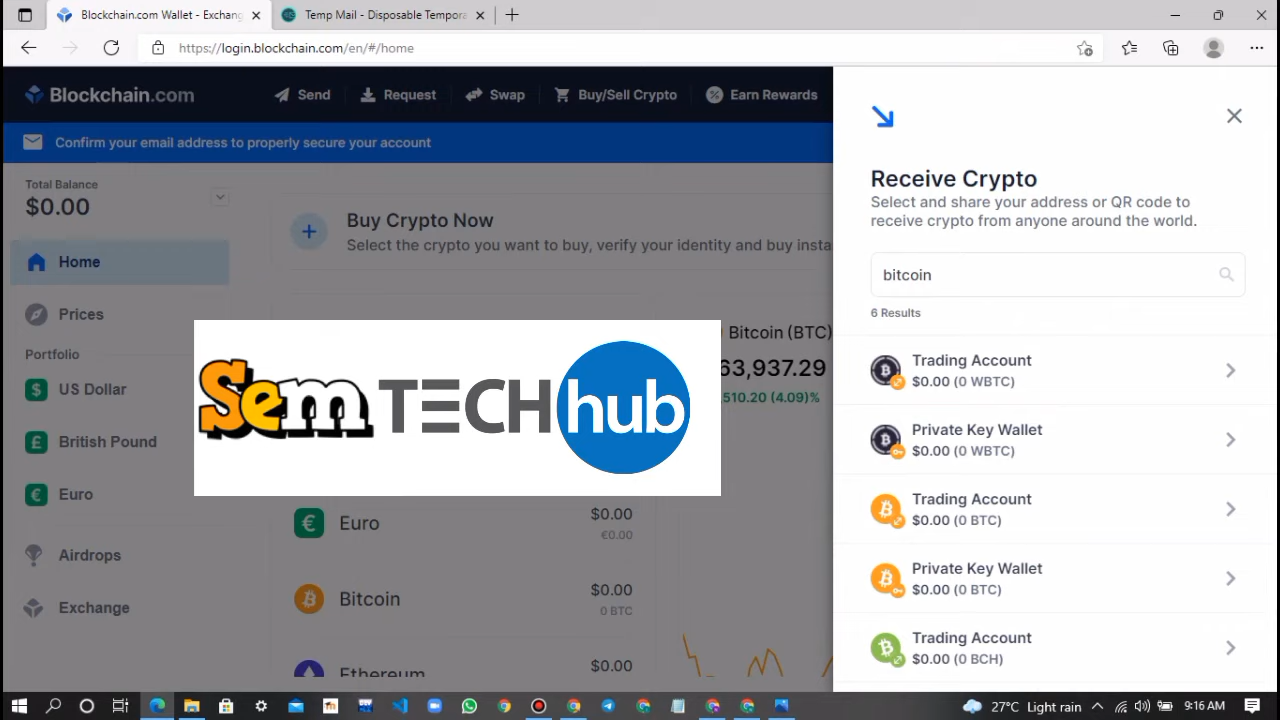 Blockchain.com Wallet - Exchang
Temp Mail - Disposable Tempora
https://login.blockchain.com/en/#/home
Blockchain.com
Send
Request
Swap
Buy/Sell Crypto
Earn Rewards
Confirm your email address to properly secure your account
Total Balance
$0.00
Home
Prices
Portfolio
US Dollar
British Pound
Euro
Airdrops
Exchange
Buy Crypto Now
Select the crypto you want to buy, verify your identity and buy insta
Bitcoin (BTC)
63,937.29
510.20 (4.09)%
Sem TECH hub
Euro
$0.00
€0.00
Bitcoin
$0.00
0 BTC
Ethereum
$0.00
Receive Crypto
Select and share your address or QR code to
receive crypto from anyone around the world.
bitcoin
6 Results
Trading Account
$0.00 (0 WBTC)
Private Key Wallet
$0.00 (0 WBTC)
Trading Account
$0.00 (0 BTC)
Private Key Wallet
$0.00 (0 BTC)
Trading Account
$0.00 (0 BCH)
27°C Light rain
9:16 AM